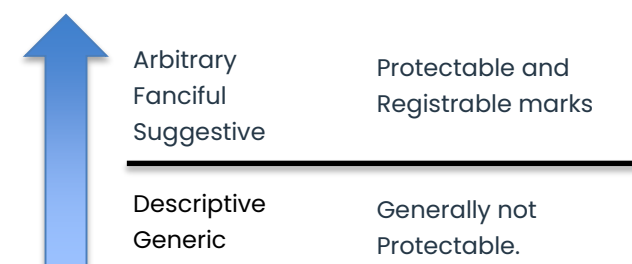 Arbitrary
Fanciful
Suggestive
Protectable and
Registrable marks
Descriptive
Generic
Generally not
Protectable.